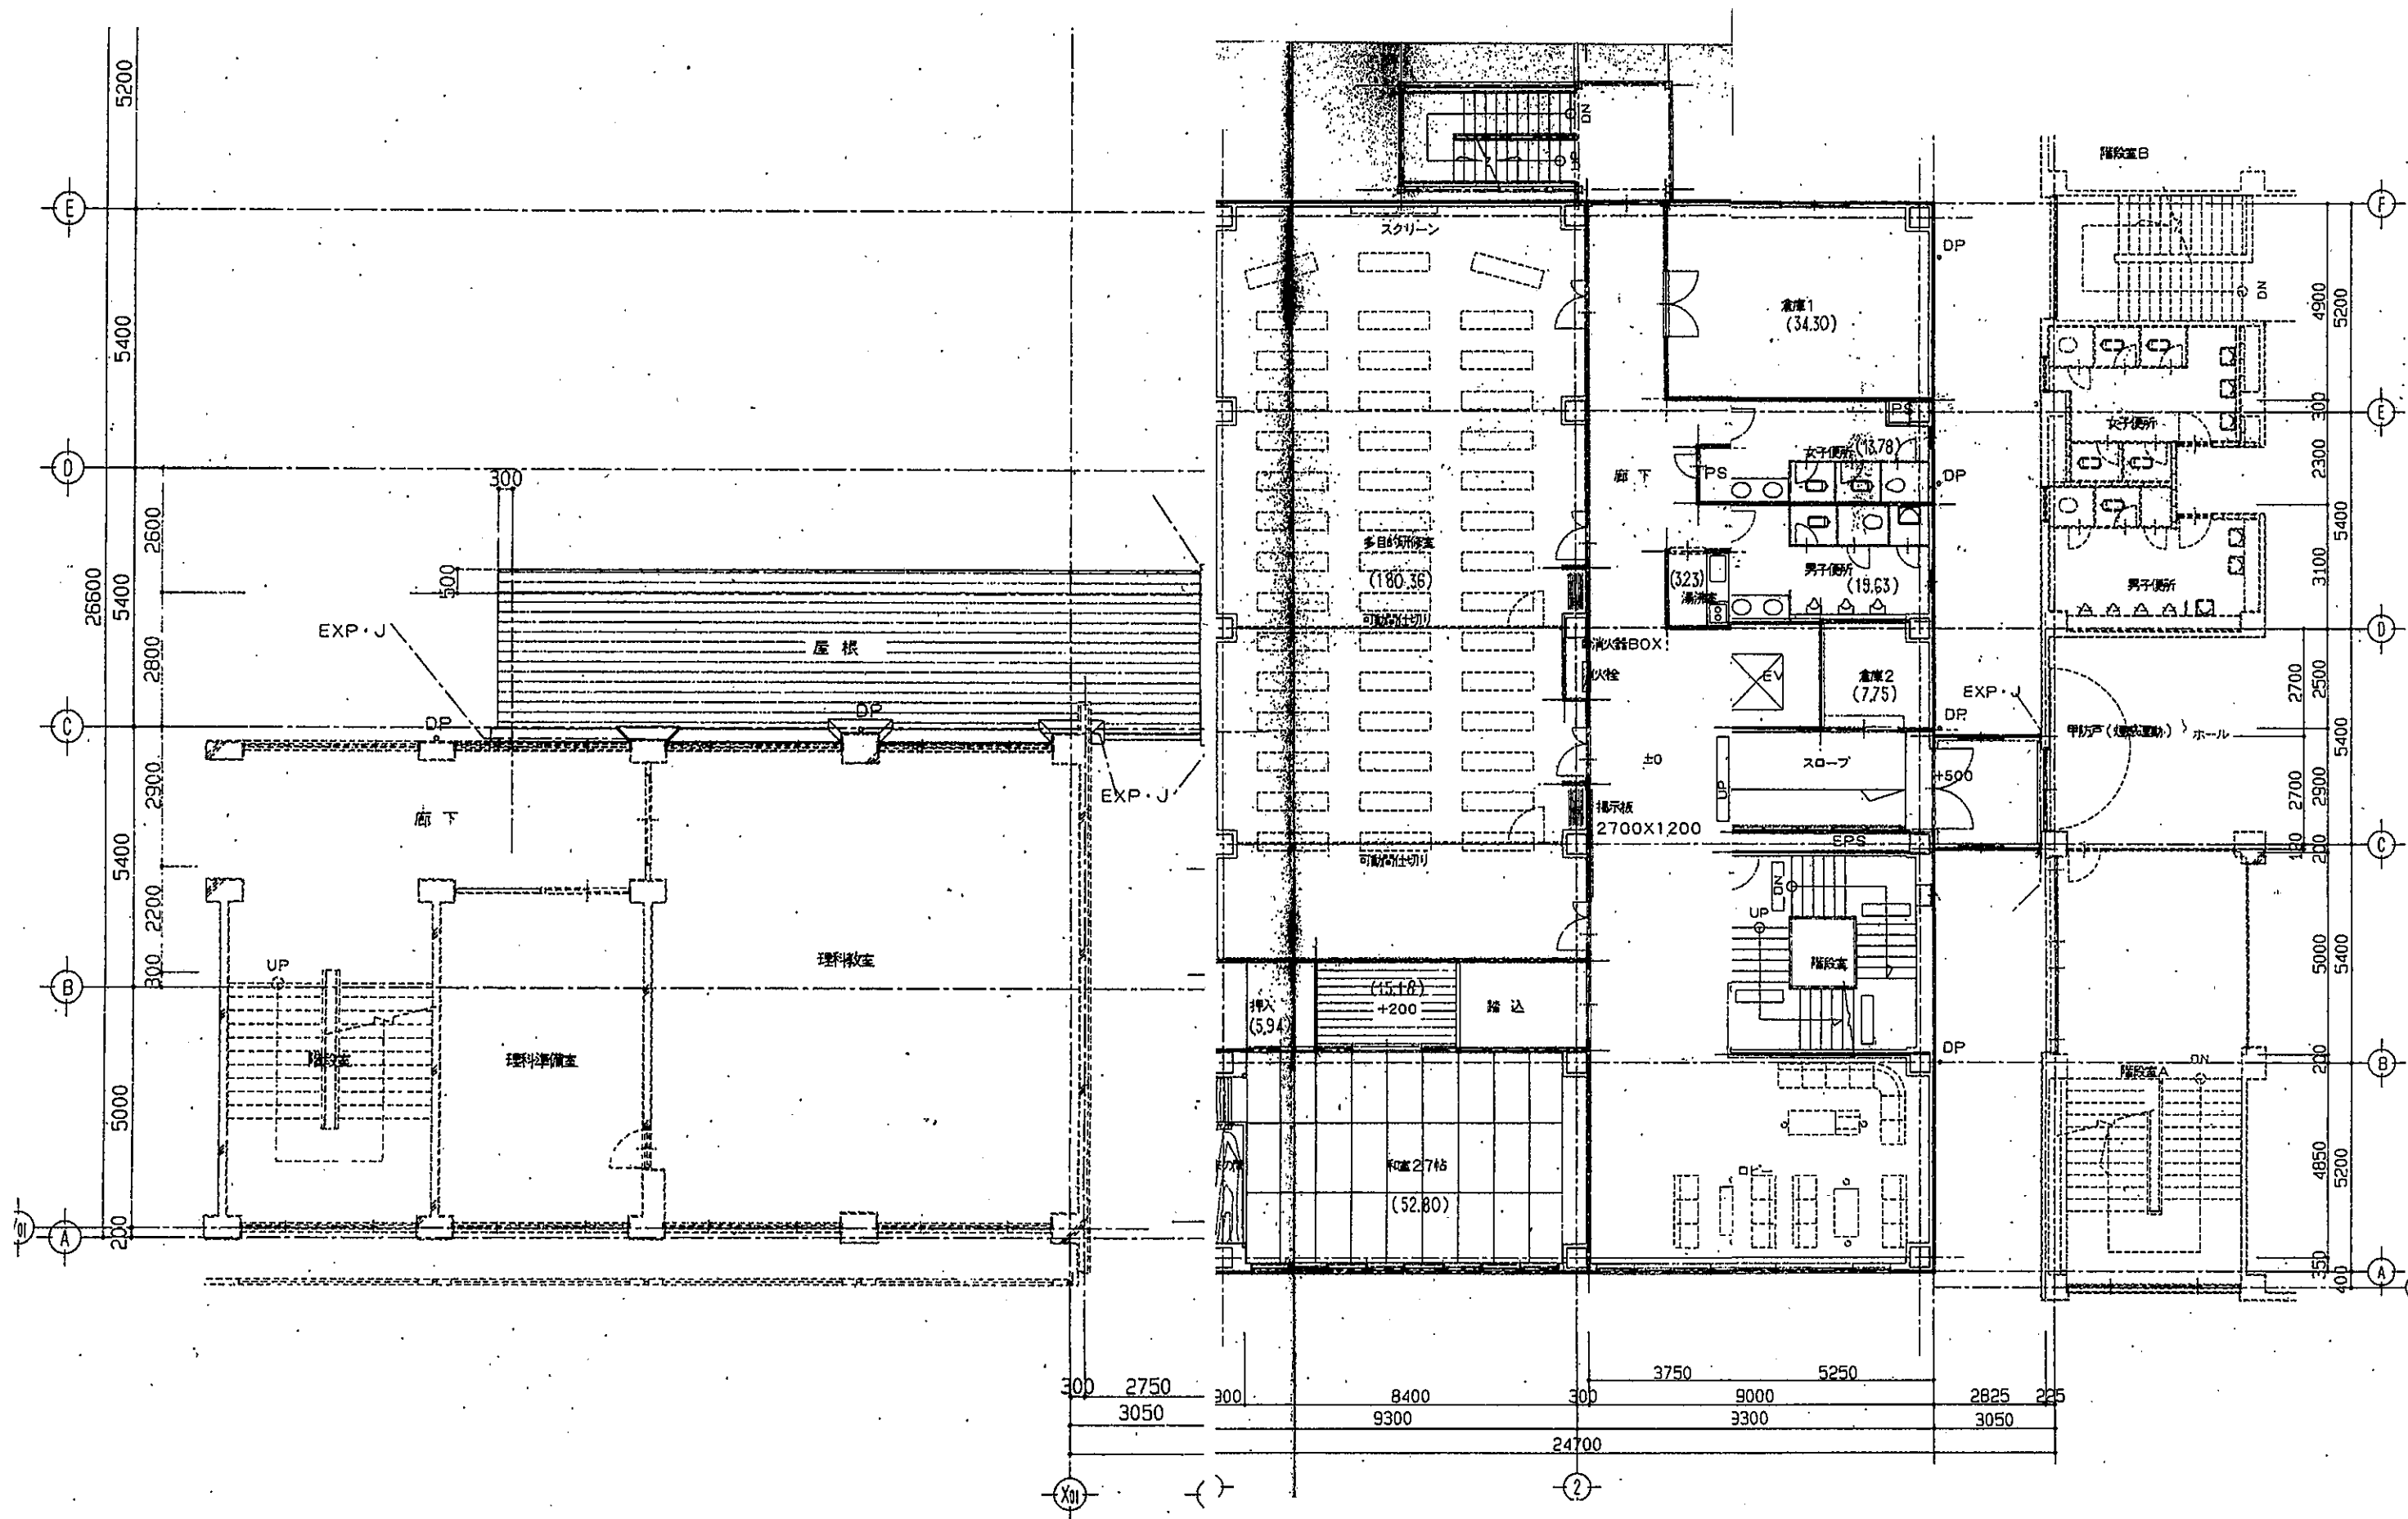 5200
5400
2600
5400
26600
2800
2900
5400
2200
300
5000
200
E
D
C
B
A
300
500
EXP・J
屋根
DP
DP
EXP・J
廊下
UP
階段室
理科準備室
理科教室
300
2750
3050
X01
DN
スクリーン
倉庫1
(34.30)
DP
PS
女子便所
(13.78)
DP
PS
廊下
多目的研修室
(180.36)
(3.23)
湯沸室
男子便所
(15.63)
可動間仕切り
消火器BOX
EV
倉庫2
(7.75)
DP
EXP・J
±0
スロープ
UP
+500
掲示板
2700X1200
EPS
可動間仕切り
DN
UP
階段室
押入
(5.94)
(15.18)
+200
踏込
DP
和室27帖
(52.80)
ロビー
3750
5250
900
8400
300
9000
2825
225
9300
9300
3050
24700
2
階段室B
DN
女子便所
男子便所
ホール
DN
階段室A
4900
5200
300
2300
5400
3100
2700
2500
5400
2700
2900
120
200
5000
5400
200
4850
5200
350
400
F
E
D
C
B
A